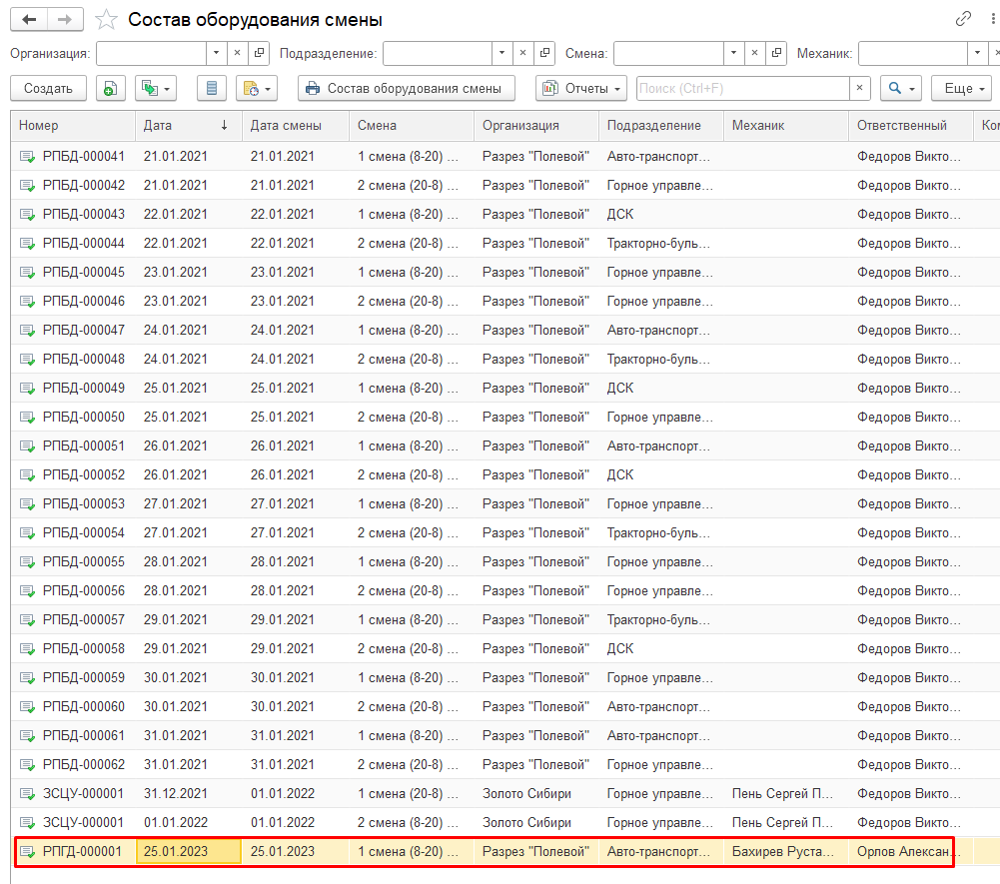 Состав оборудования смены
Организация: Подразделение: Смена: Механик:
Создать Состав оборудования смены Отчеты Поиск (Ctrl+F) Еще
Номер Дата ↓ Дата смены Смена Организация Подразделение Механик Ответственный Ком
РПБД-000041 21.01.2021 21.01.2021 1 смена (8-20) ... Разрез "Полевой" Авто-транспорт... Федоров Викто...
РПБД-000042 21.01.2021 21.01.2021 2 смена (20-8) ... Разрез "Полевой" Горное управле... Федоров Викто...
РПБД-000043 22.01.2021 22.01.2021 1 смена (8-20) ... Разрез "Полевой" ДСК Федоров Викто...
РПБД-000044 22.01.2021 22.01.2021 2 смена (20-8) ... Разрез "Полевой" Тракторно-буль... Федоров Викто...
РПБД-000045 23.01.2021 23.01.2021 1 смена (8-20) ... Разрез "Полевой" Горное управле... Федоров Викто...
РПБД-000046 23.01.2021 23.01.2021 2 смена (20-8) ... Разрез "Полевой" Горное управле... Федоров Викто...
РПБД-000047 24.01.2021 24.01.2021 1 смена (8-20) ... Разрез "Полевой" Авто-транспорт... Федоров Викто...
РПБД-000048 24.01.2021 24.01.2021 2 смена (20-8) ... Разрез "Полевой" Тракторно-буль... Федоров Викто...
РПБД-000049 25.01.2021 25.01.2021 1 смена (8-20) ... Разрез "Полевой" ДСК Федоров Викто...
РПБД-000050 25.01.2021 25.01.2021 2 смена (20-8) ... Разрез "Полевой" Горное управле... Федоров Викто...
РПБД-000051 26.01.2021 26.01.2021 1 смена (8-20) ... Разрез "Полевой" Авто-транспорт... Федоров Викто...
РПБД-000052 26.01.2021 26.01.2021 2 смена (20-8) ... Разрез "Полевой" ДСК Федоров Викто...
РПБД-000053 27.01.2021 27.01.2021 1 смена (8-20) ... Разрез "Полевой" Горное управле... Федоров Викто...
РПБД-000054 27.01.2021 27.01.2021 2 смена (20-8) ... Разрез "Полевой" Тракторно-буль... Федоров Викто...
РПБД-000055 28.01.2021 28.01.2021 1 смена (8-20) ... Разрез "Полевой" Горное управле... Федоров Викто...
РПБД-000056 28.01.2021 28.01.2021 2 смена (20-8) ... Разрез "Полевой" Горное управле... Федоров Викто...
РПБД-000057 29.01.2021 29.01.2021 1 смена (8-20) ... Разрез "Полевой" Тракторно-буль... Федоров Викто...
РПБД-000058 29.01.2021 29.01.2021 2 смена (20-8) ... Разрез "Полевой" ДСК Федоров Викто...
РПБД-000059 30.01.2021 30.01.2021 1 смена (8-20) ... Разрез "Полевой" Горное управле... Федоров Викто...
РПБД-000060 30.01.2021 30.01.2021 2 смена (20-8) ... Разрез "Полевой" Авто-транспорт... Федоров Викто...
РПБД-000061 31.01.2021 31.01.2021 1 смена (8-20) ... Разрез "Полевой" Авто-транспорт... Федоров Викто...
РПБД-000062 31.01.2021 31.01.2021 2 смена (20-8) ... Разрез "Полевой" Горное управле... Федоров Викто...
ЗСЦУ-000001 31.12.2021 01.01.2022 1 смена (20-8) ... Золото Сибири Горное управле... Пень Сергей П... Федоров Викто...
ЗСЦУ-000001 01.01.2022 01.01.2022 2 смена (20-8) ... Золото Сибири Горное управле... Пень Сергей П... Федоров Викто...
РПГД-000001 25.01.2023 25.01.2023 1 смена (8-20) ... Разрез "Полевой" Авто-транспорт... Бахирев Руста... Орлов Алексан...